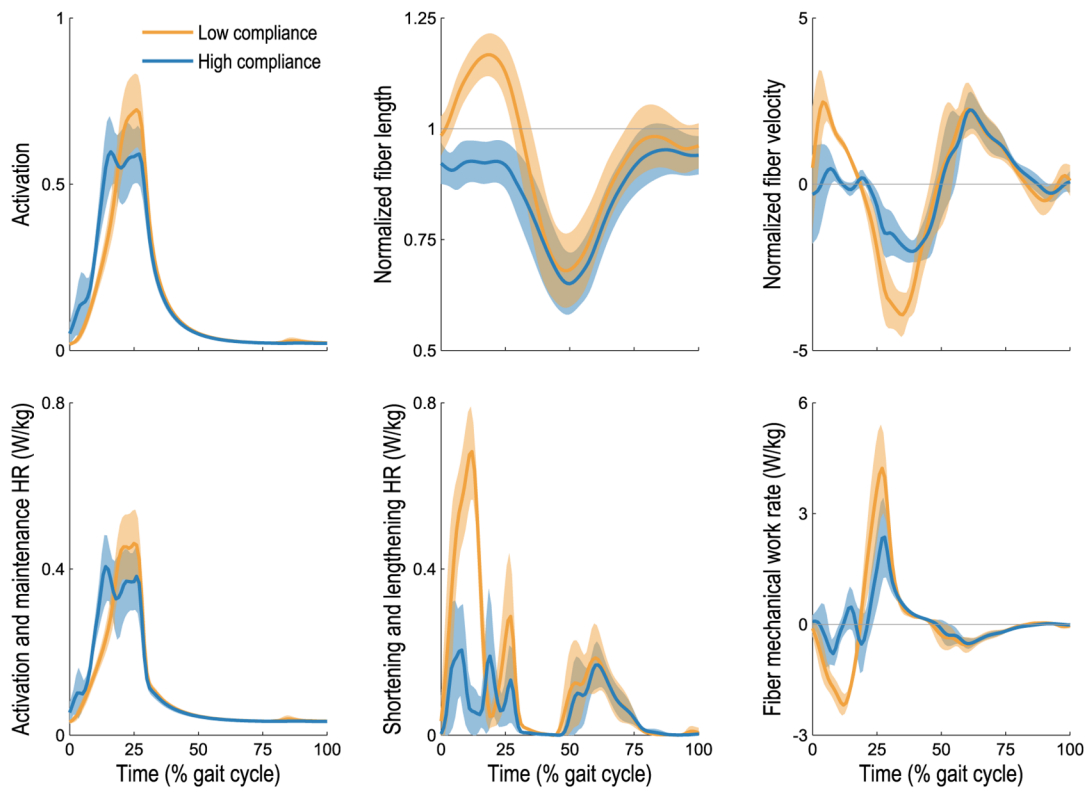 Low compliance
High compliance
Activation
1
0.5
0
Normalized fiber length
1.25
1
0.75
0.5
Normalized fiber velocity
5
0
-5
Activation and maintenance HR (W/kg)
0.8
0.4
0
0 25 50 75 100
Time (% gait cycle)
Shortening and lengthening HR (W/kg)
0.8
0.4
0
0 25 50 75 100
Time (% gait cycle)
Fiber mechanical work rate (W/kg)
6
3
0
-3
0 25 50 75 100
Time (% gait cycle)